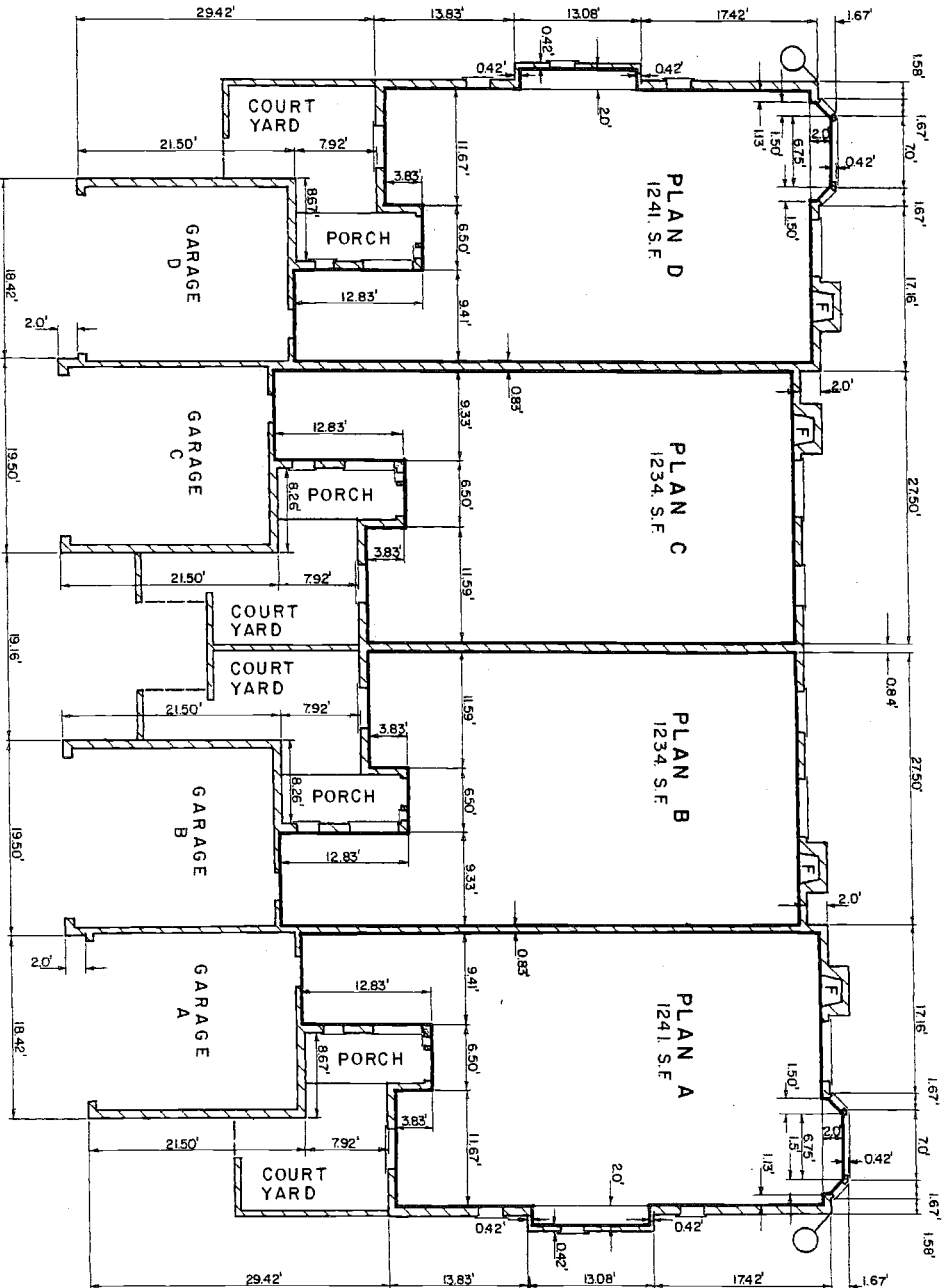 29.42'
13.83'
13.08'
17.42'
1.67'
1.58'
0.42'
0.42'
0.42'
2.0'
1.13'
1.50'
6.75'
2.0'
0.42'
1.67'
7.0'
1.67'
1.50'
COURT
YARD
21.50'
7.92'
11.67'
3.83'
8.67'
PORCH
6.50'
12.83'
9.41'
PLAN D
1241. S.F.
17.16'
F
GARAGE
D
18.42'
2.0'
0.83'
2.0'
9.33'
12.83'
F
GARAGE
C
19.50'
PORCH
8.26'
6.50'
3.83'
PLAN C
1234. S.F.
27.50'
21.50'
7.92'
11.59'
COURT
YARD
19.16'
0.84'
COURT
YARD
21.50'
7.92'
11.59'
3.83'
PLAN B
1234. S.F.
27.50'
8.26'
PORCH
6.50'
GARAGE
B
19.50'
12.83'
9.33'
F
2.0'
2.0'
0.83'
GARAGE
A
18.42'
12.83'
9.41'
F
17.16'
PORCH
8.67'
6.50'
PLAN A
1241. S.F.
3.83'
11.67'
1.50'
1.67'
2.0'
6.75'
1.5'
0.42'
7.0'
21.50'
7.92'
COURT
YARD
2.0'
1.13'
1.67'
1.58'
0.42'
0.42'
0.42'
29.42'
13.83'
13.08'
17.42'
1.67'